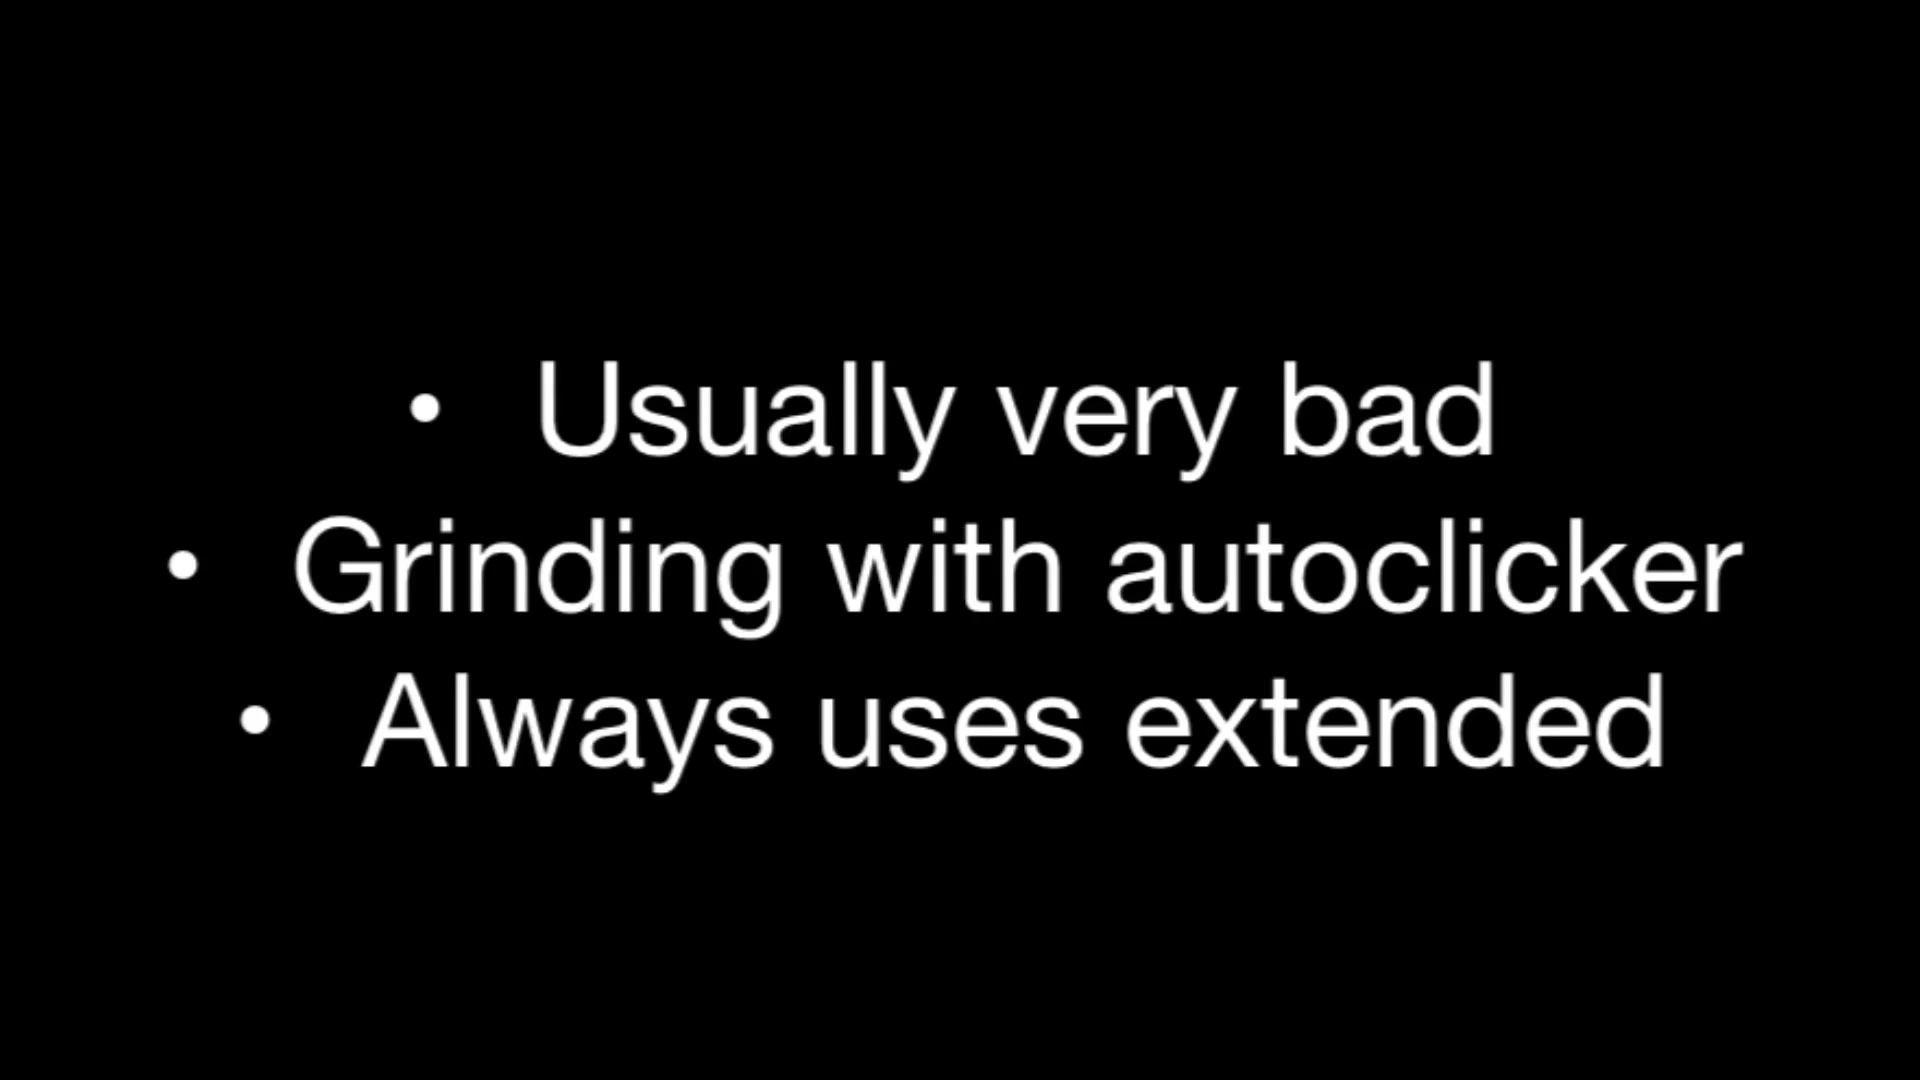 • Usually very bad
• Grinding with autoclicker
• Always uses extended